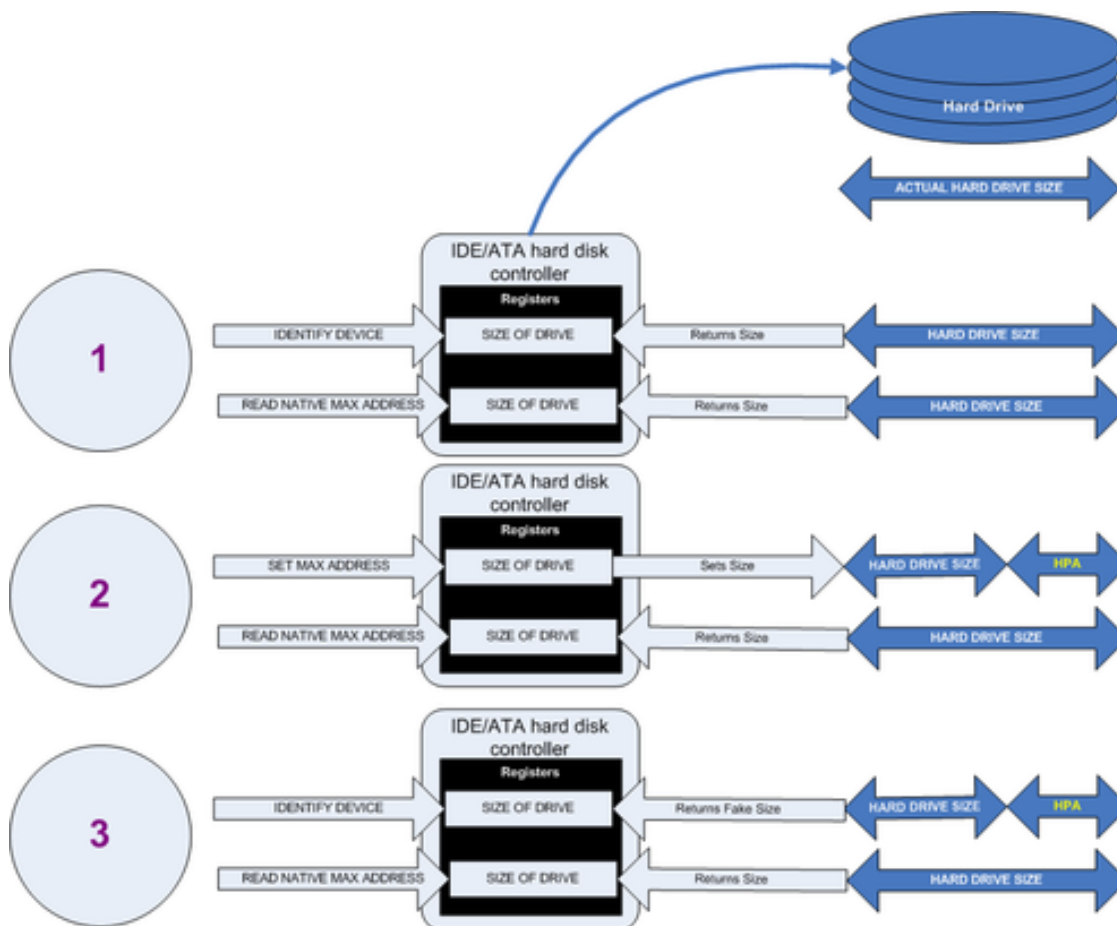 Hard Drive
ACTUAL HARD DRIVE SIZE
IDE/ATA hard disk
controller
Registers
1
IDENTIFY DEVICE
SIZE OF DRIVE
Returns Size
HARD DRIVE SIZE
READ NATIVE MAX ADDRESS
SIZE OF DRIVE
Returns Size
HARD DRIVE SIZE
IDE/ATA hard disk
controller
Registers
2
SET MAX ADDRESS
SIZE OF DRIVE
Sets Size
HARD DRIVE SIZE
HPA
READ NATIVE MAX ADDRESS
SIZE OF DRIVE
Returns Size
HARD DRIVE SIZE
IDE/ATA hard disk
controller
Registers
3
IDENTIFY DEVICE
SIZE OF DRIVE
Returns Fake Size
HARD DRIVE SIZE
HPA
READ NATIVE MAX ADDRESS
SIZE OF DRIVE
Returns Size
HARD DRIVE SIZE